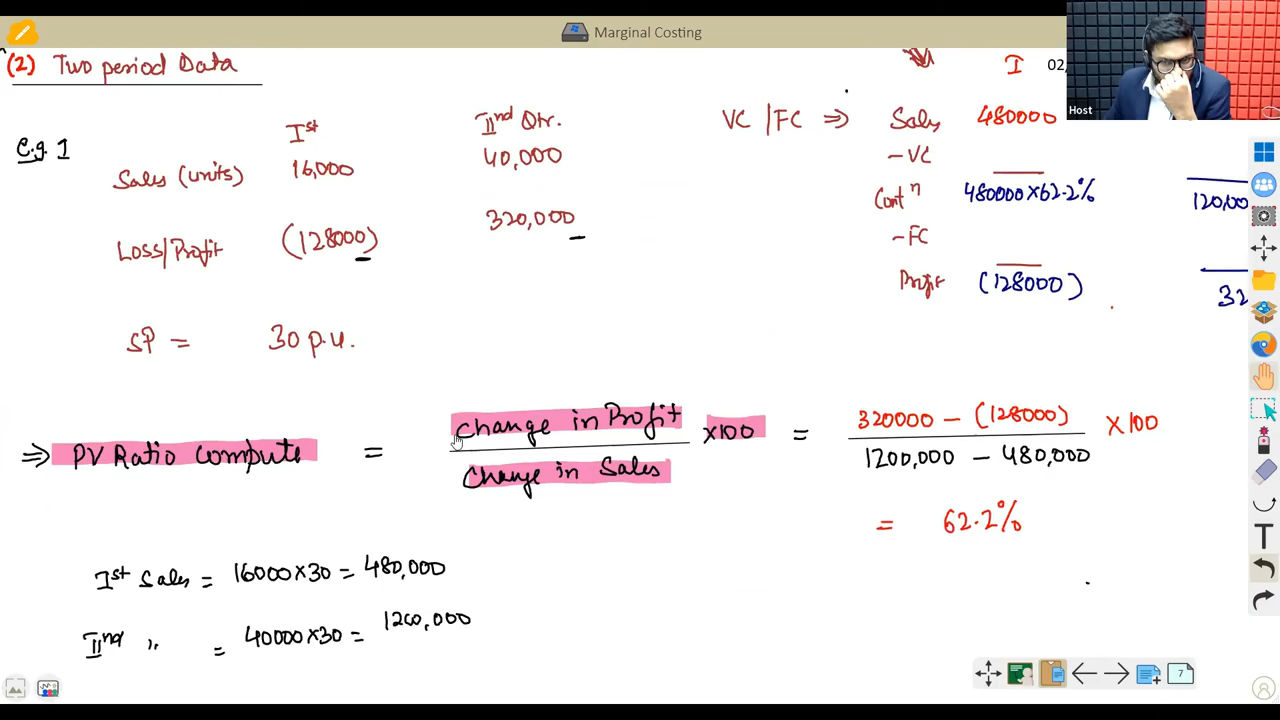 Marginal Costing
(2) Two period Data
I 02
Host
e.g. 1
Ist IInd Qtr.
Sales (units) 16,000 40,000
Loss/Profit (128000) 320,000
SP = 30 p.u.
VC /FC ⇒ Sales 480000
- VC
Contn 480000×62.2% 120,00
- FC
Profit (128000) 32
⇒ PV Ratio compute = Change in Profit / Change in Sales ×100 = 320000 - (128000) / 1200,000 - 480,000 ×100
= 62.2%
Ist Sales = 16000×30 = 480,000
IInd ,, = 40000×30 = 1200,000
T
7